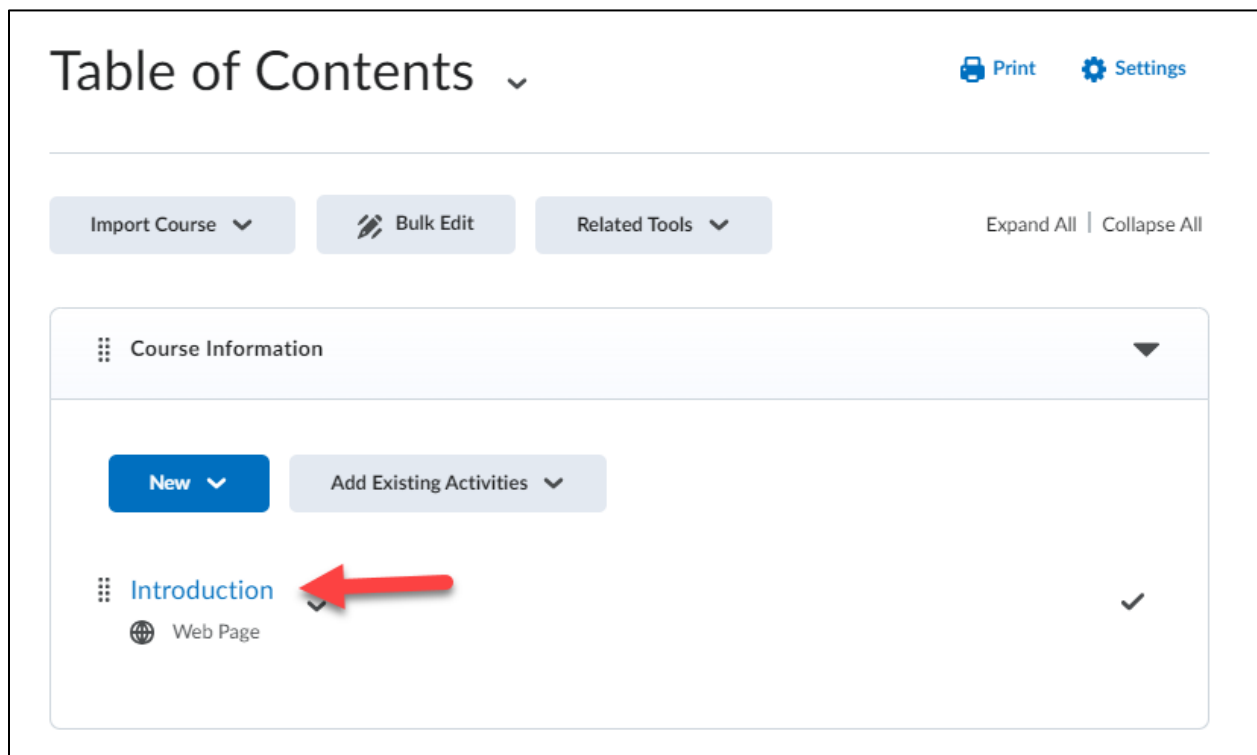 Table of Contents
Print
Settings
Import Course
Bulk Edit
Related Tools
Expand All | Collapse All
Course Information
New
Add Existing Activities
Introduction
Web Page